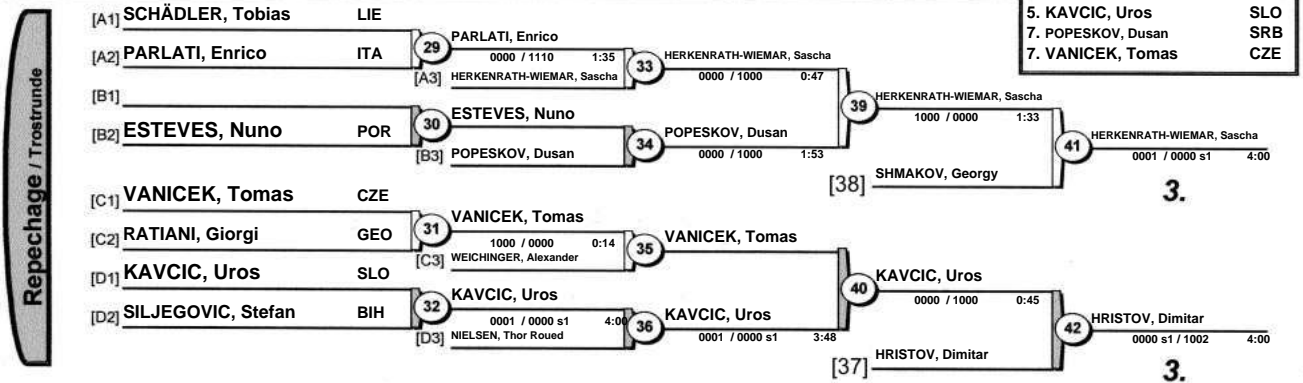 Repechage / Trostrunde
[A1] SCHÄDLER, Tobias LIE
[A2] PARLATI, Enrico ITA
[B1]
[B2] ESTEVES, Nuno POR
[C1] VANICEK, Tomas CZE
[C2] RATIANI, Giorgi GEO
[D1] KAVCIC, Uros SLO
[D2] SILJEGOVIC, Stefan BIH
29 PARLATI, Enrico
0000 / 1110 1:35
[A3] HERKENRATH-WIEMAR, Sascha
30 ESTEVES, Nuno
[B3] POPESKOV, Dusan
31 VANICEK, Tomas
1000 / 0000 0:14
[C3] WEICHINGER, Alexander
32 KAVCIC, Uros
0001 / 0000 s1 4:00
[D3] NIELSEN, Thor Roued
33 HERKENRATH-WIEMAR, Sascha
0000 / 1000 0:47
34 POPESKOV, Dusan
0000 / 1000 1:53
35 VANICEK, Tomas
36 KAVCIC, Uros
0001 / 0000 s1 3:48
39 HERKENRATH-WIEMAR, Sascha
1000 / 0000 1:33
[38] SHMAKOV, Georgy
40 KAVCIC, Uros
0000 / 1000 0:45
[37] HRISTOV, Dimitar
41 HERKENRATH-WIEMAR, Sascha
0001 / 0000 s1 4:00
3.
42 HRISTOV, Dimitar
0000 s1 / 1002 4:00
3.
5. KAVCIC, Uros SLO
7. POPESKOV, Dusan SRB
7. VANICEK, Tomas CZE